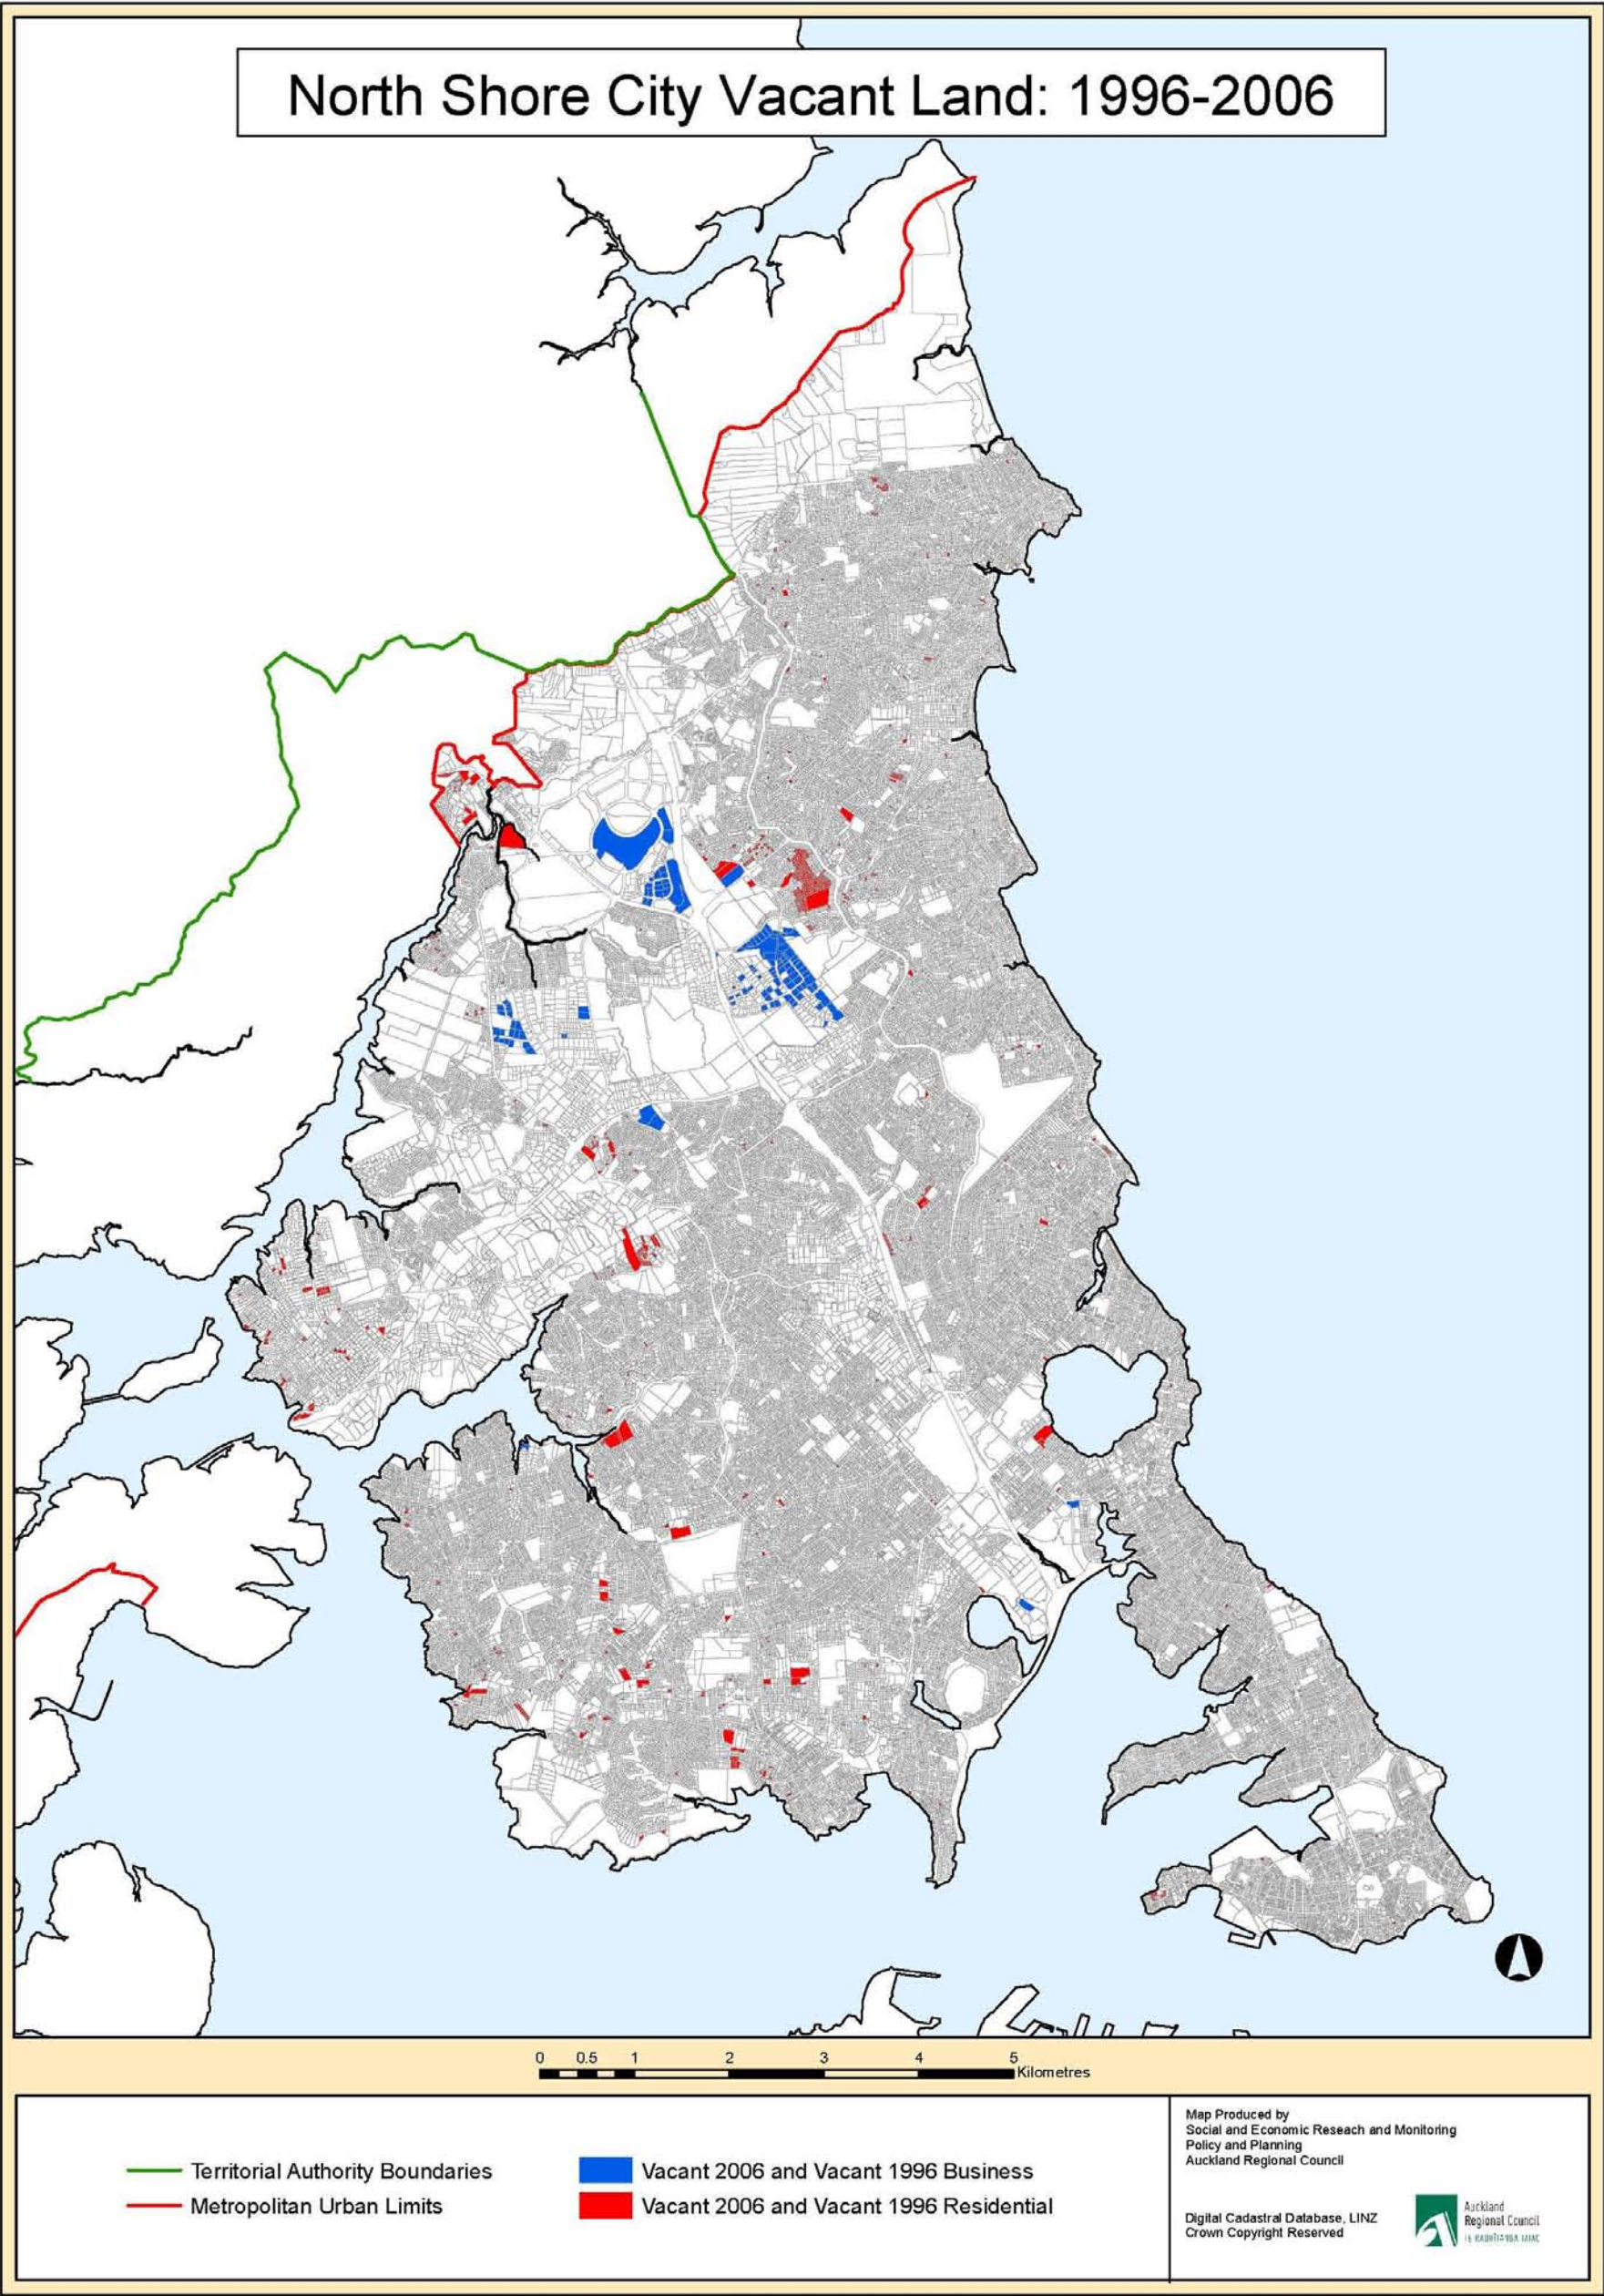 North Shore City Vacant Land: 1996-2006
0 0.5 1 2 3 4 5
Kilometres
Territorial Authority Boundaries
Metropolitan Urban Limits
Vacant 2006 and Vacant 1996 Business
Vacant 2006 and Vacant 1996 Residential
Map Produced by
Social and Economic Reseach and Monitoring
Policy and Planning
Auckland Regional Council
Digital Cadastral Database, LINZ
Crown Copyright Reserved
Auckland
Regional Council